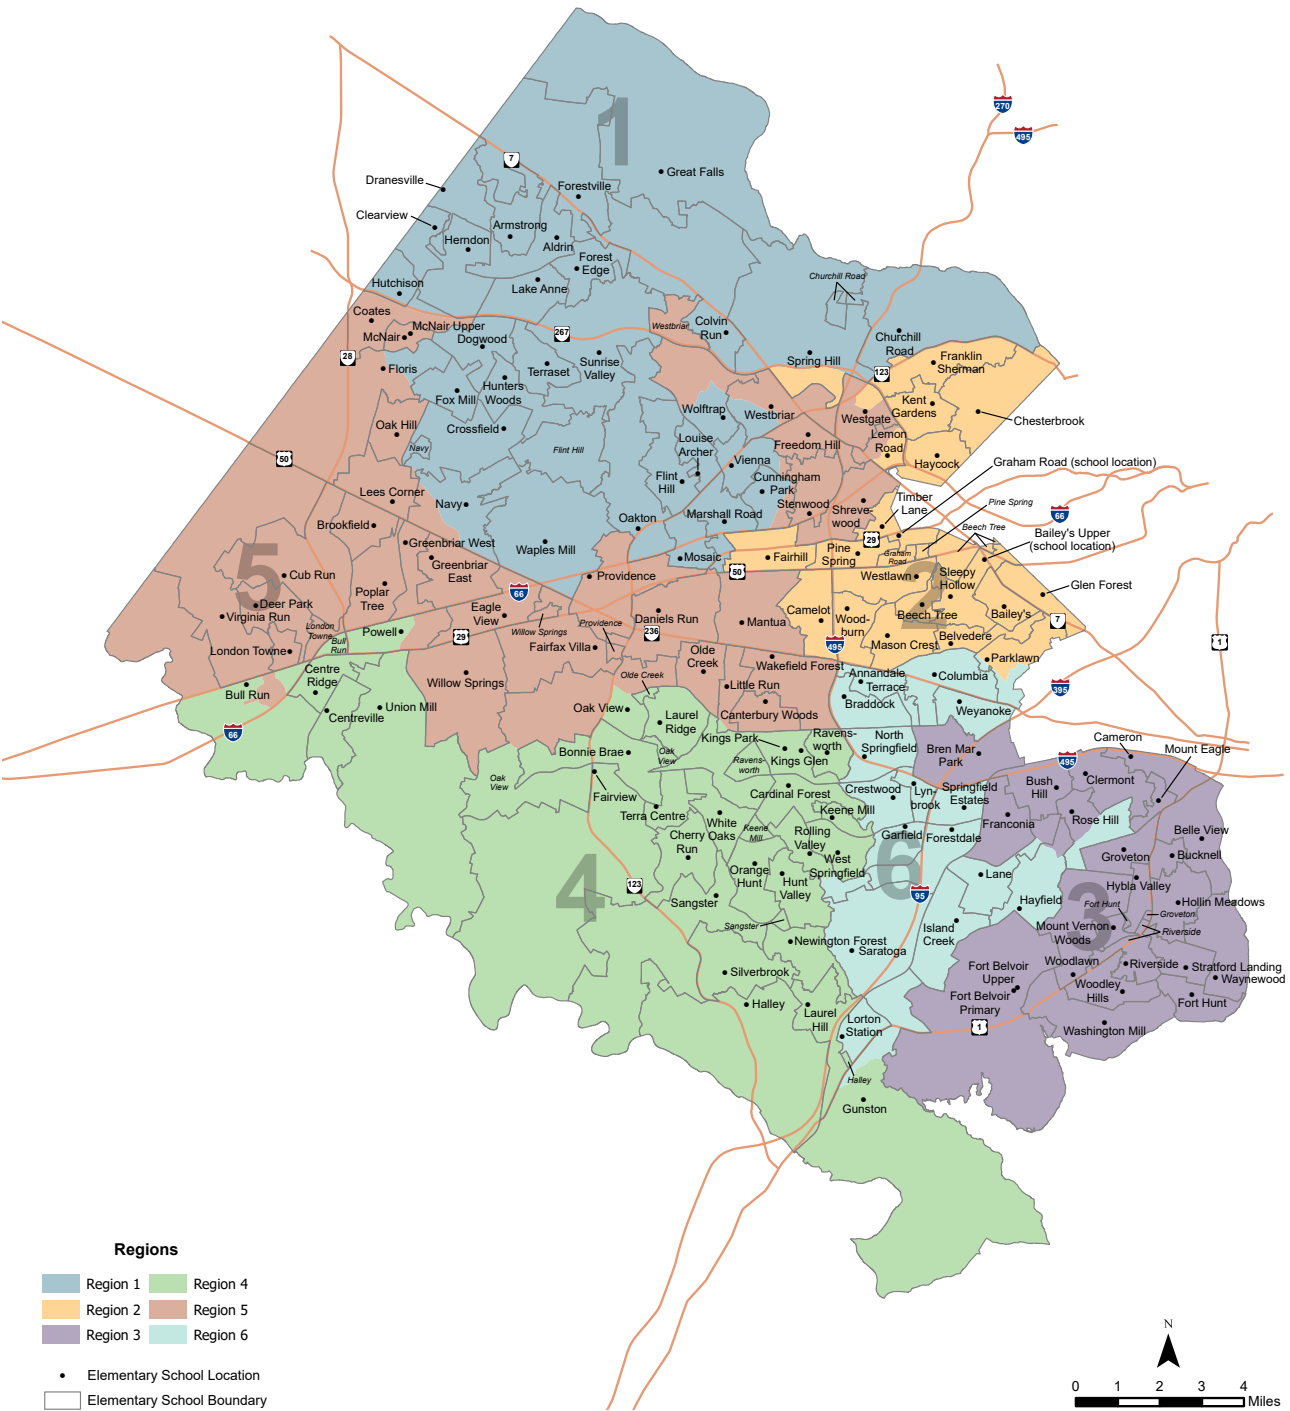 270
495
1
7
Great Falls
Dranesville
Forestville
Clearview
Armstrong
Herndon
Aldrin
Forest
Edge
Churchill Road
Hutchison
Lake Anne
Coates
McNair Upper
McNair
Dogwood
267
Westbriar
Colvin
Run
Churchill
Road
28
Floris
Terraset
Sunrise
Valley
Spring Hill
123
Franklin
Sherman
Fox Mill
Hunters
Woods
Kent
Gardens
Wolftrap
Westbriar
Westgate
Chesterbrook
Oak Hill
Crossfield
Navy
Flint Hill
Louise
Archer
Freedom Hill
Lemon
Road
50
Vienna
Haycock
Graham Road (school location)
Flint
Hill
Cunningham
Park
Lees Corner
Navy
Stenwood
Shreve-
wood
Timber
Lane
Pine Spring
66
Brookfield
Oakton
Marshall Road
Beech Tree
Bailey's Upper
(school location)
29
Greenbriar West
Waples Mill
Mosaic
Fairhill
Pine
Spring
Graham
Road
5
Cub Run
Greenbriar
East
50
Westlawn
Sleepy
Hollow
2
Glen Forest
Poplar
Tree
66
Providence
Deer Park
Virginia Run
Eagle
View
Daniels Run
Camelot
Wood-
burn
Beech Tree
Bailey's
7
London
Towne
Bull
Run
Powell
29
Willow Springs
Providence
236
Mantua
495
Mason Crest
Belvedere
1
London Towne
Fairfax Villa
Olde
Creek
Wakefield Forest
Parklawn
Centre
Ridge
Bull Run
Willow Springs
Olde Creek
Little Run
Annandale
Terrace
Columbia
395
Braddock
Centreville
Union Mill
Oak View
Laurel
Ridge
Canterbury Woods
Weyanoke
66
Kings Park
Ravens-
worth
North
Springfield
Bren Mar
Park
Cameron
Mount Eagle
Bonnie Brae
Oak
View
Ravens-
worth
Kings Glen
495
Oak
View
Fairview
Cardinal Forest
Crestwood
Lyn-
brook
Springfield
Estates
Bush
Hill
Clermont
Terra Centre
White
Oaks
Keene Mill
Keene
Mill
Garfield
Forestdale
Franconia
Rose Hill
Belle View
Cherry
Run
Rolling
Valley
West
Springfield
6
Groveton
Bucknell
4
123
Orange
Hunt
Hunt
Valley
95
Lane
Hybla Valley
Sangster
Hayfield
3
Fort Hunt
Hollin Meadows
Groveton
Sangster
Island
Creek
Mount Vernon
Woods
Riverside
Newington Forest
Saratoga
Silverbrook
Fort Belvoir
Upper
Woodlawn
Riverside
Stratford Landing
Waynewood
Halley
Laurel
Hill
Fort Belvoir
Primary
Woodley
Hills
Fort Hunt
Lorton
Station
1
Washington Mill
Halley
Gunston
Regions
Region 1
Region 4
Region 2
Region 5
Region 3
Region 6
Elementary School Location
Elementary School Boundary
N
0 1 2 3 4
Miles